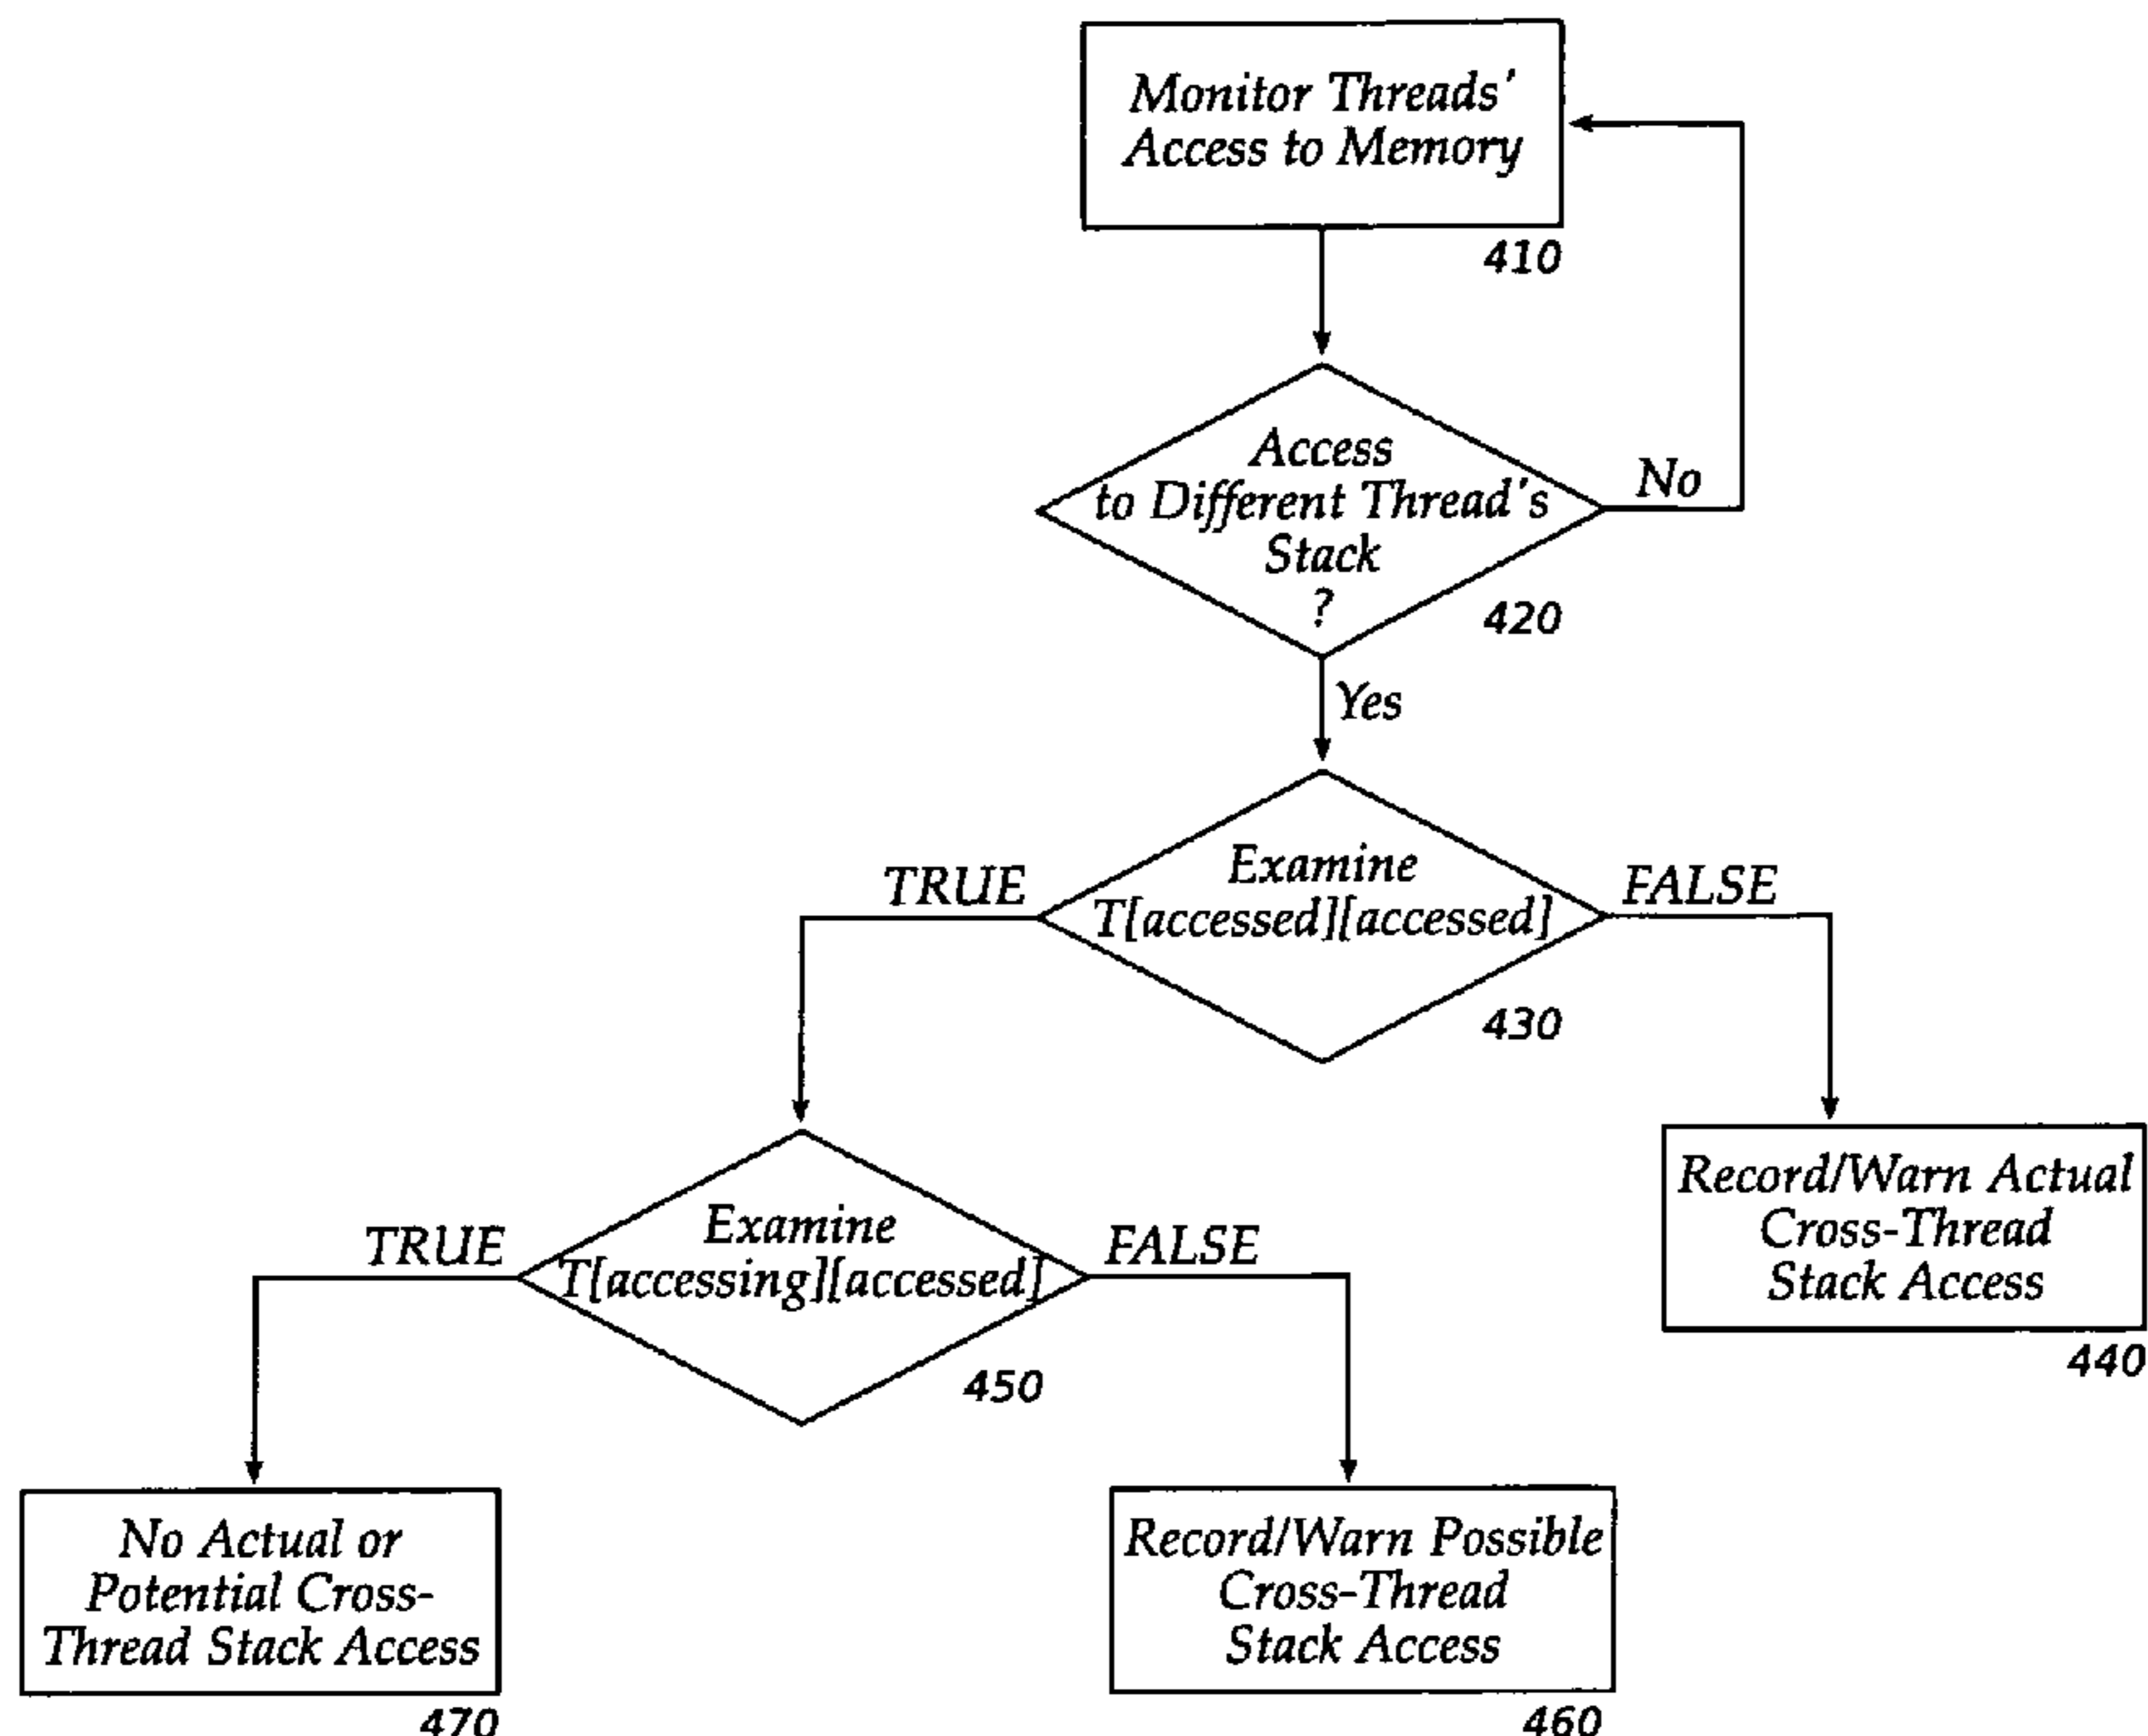 Monitor Threads'
Access to Memory
410
Access
to Different Thread's
Stack
?
No
420
Yes
Examine
T[accessed][accessed]
TRUE
FALSE
430
Record/Warn Actual
Cross-Thread
Stack Access
440
Examine
T[accessing][accessed]
TRUE
FALSE
450
No Actual or
Potential Cross-
Thread Stack Access
470
Record/Warn Possible
Cross-Thread
Stack Access
460